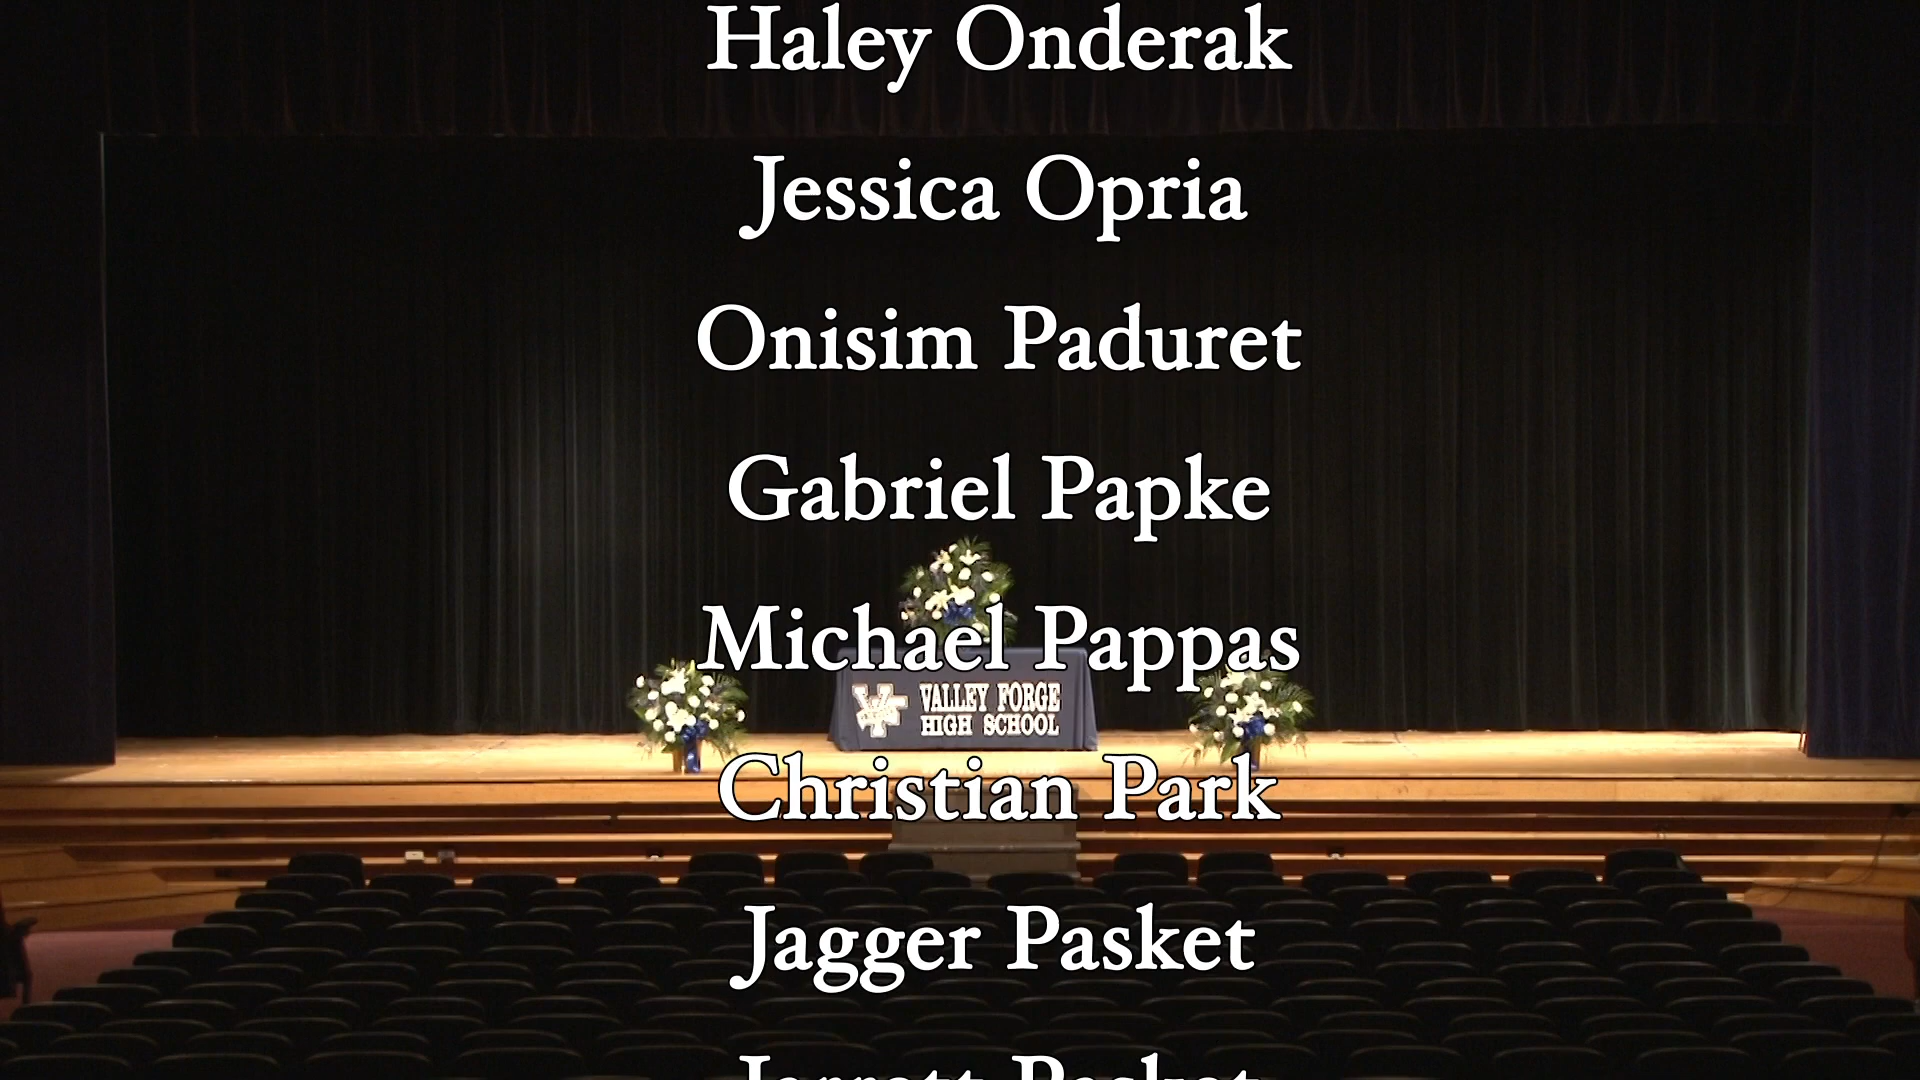 Haley Onderak
Jessica Opria
Onisim Paduret
Gabriel Papke
Michael Pappas
VALLEY FORGE
HIGH SCHOOL
Christian Park
Jagger Pasket